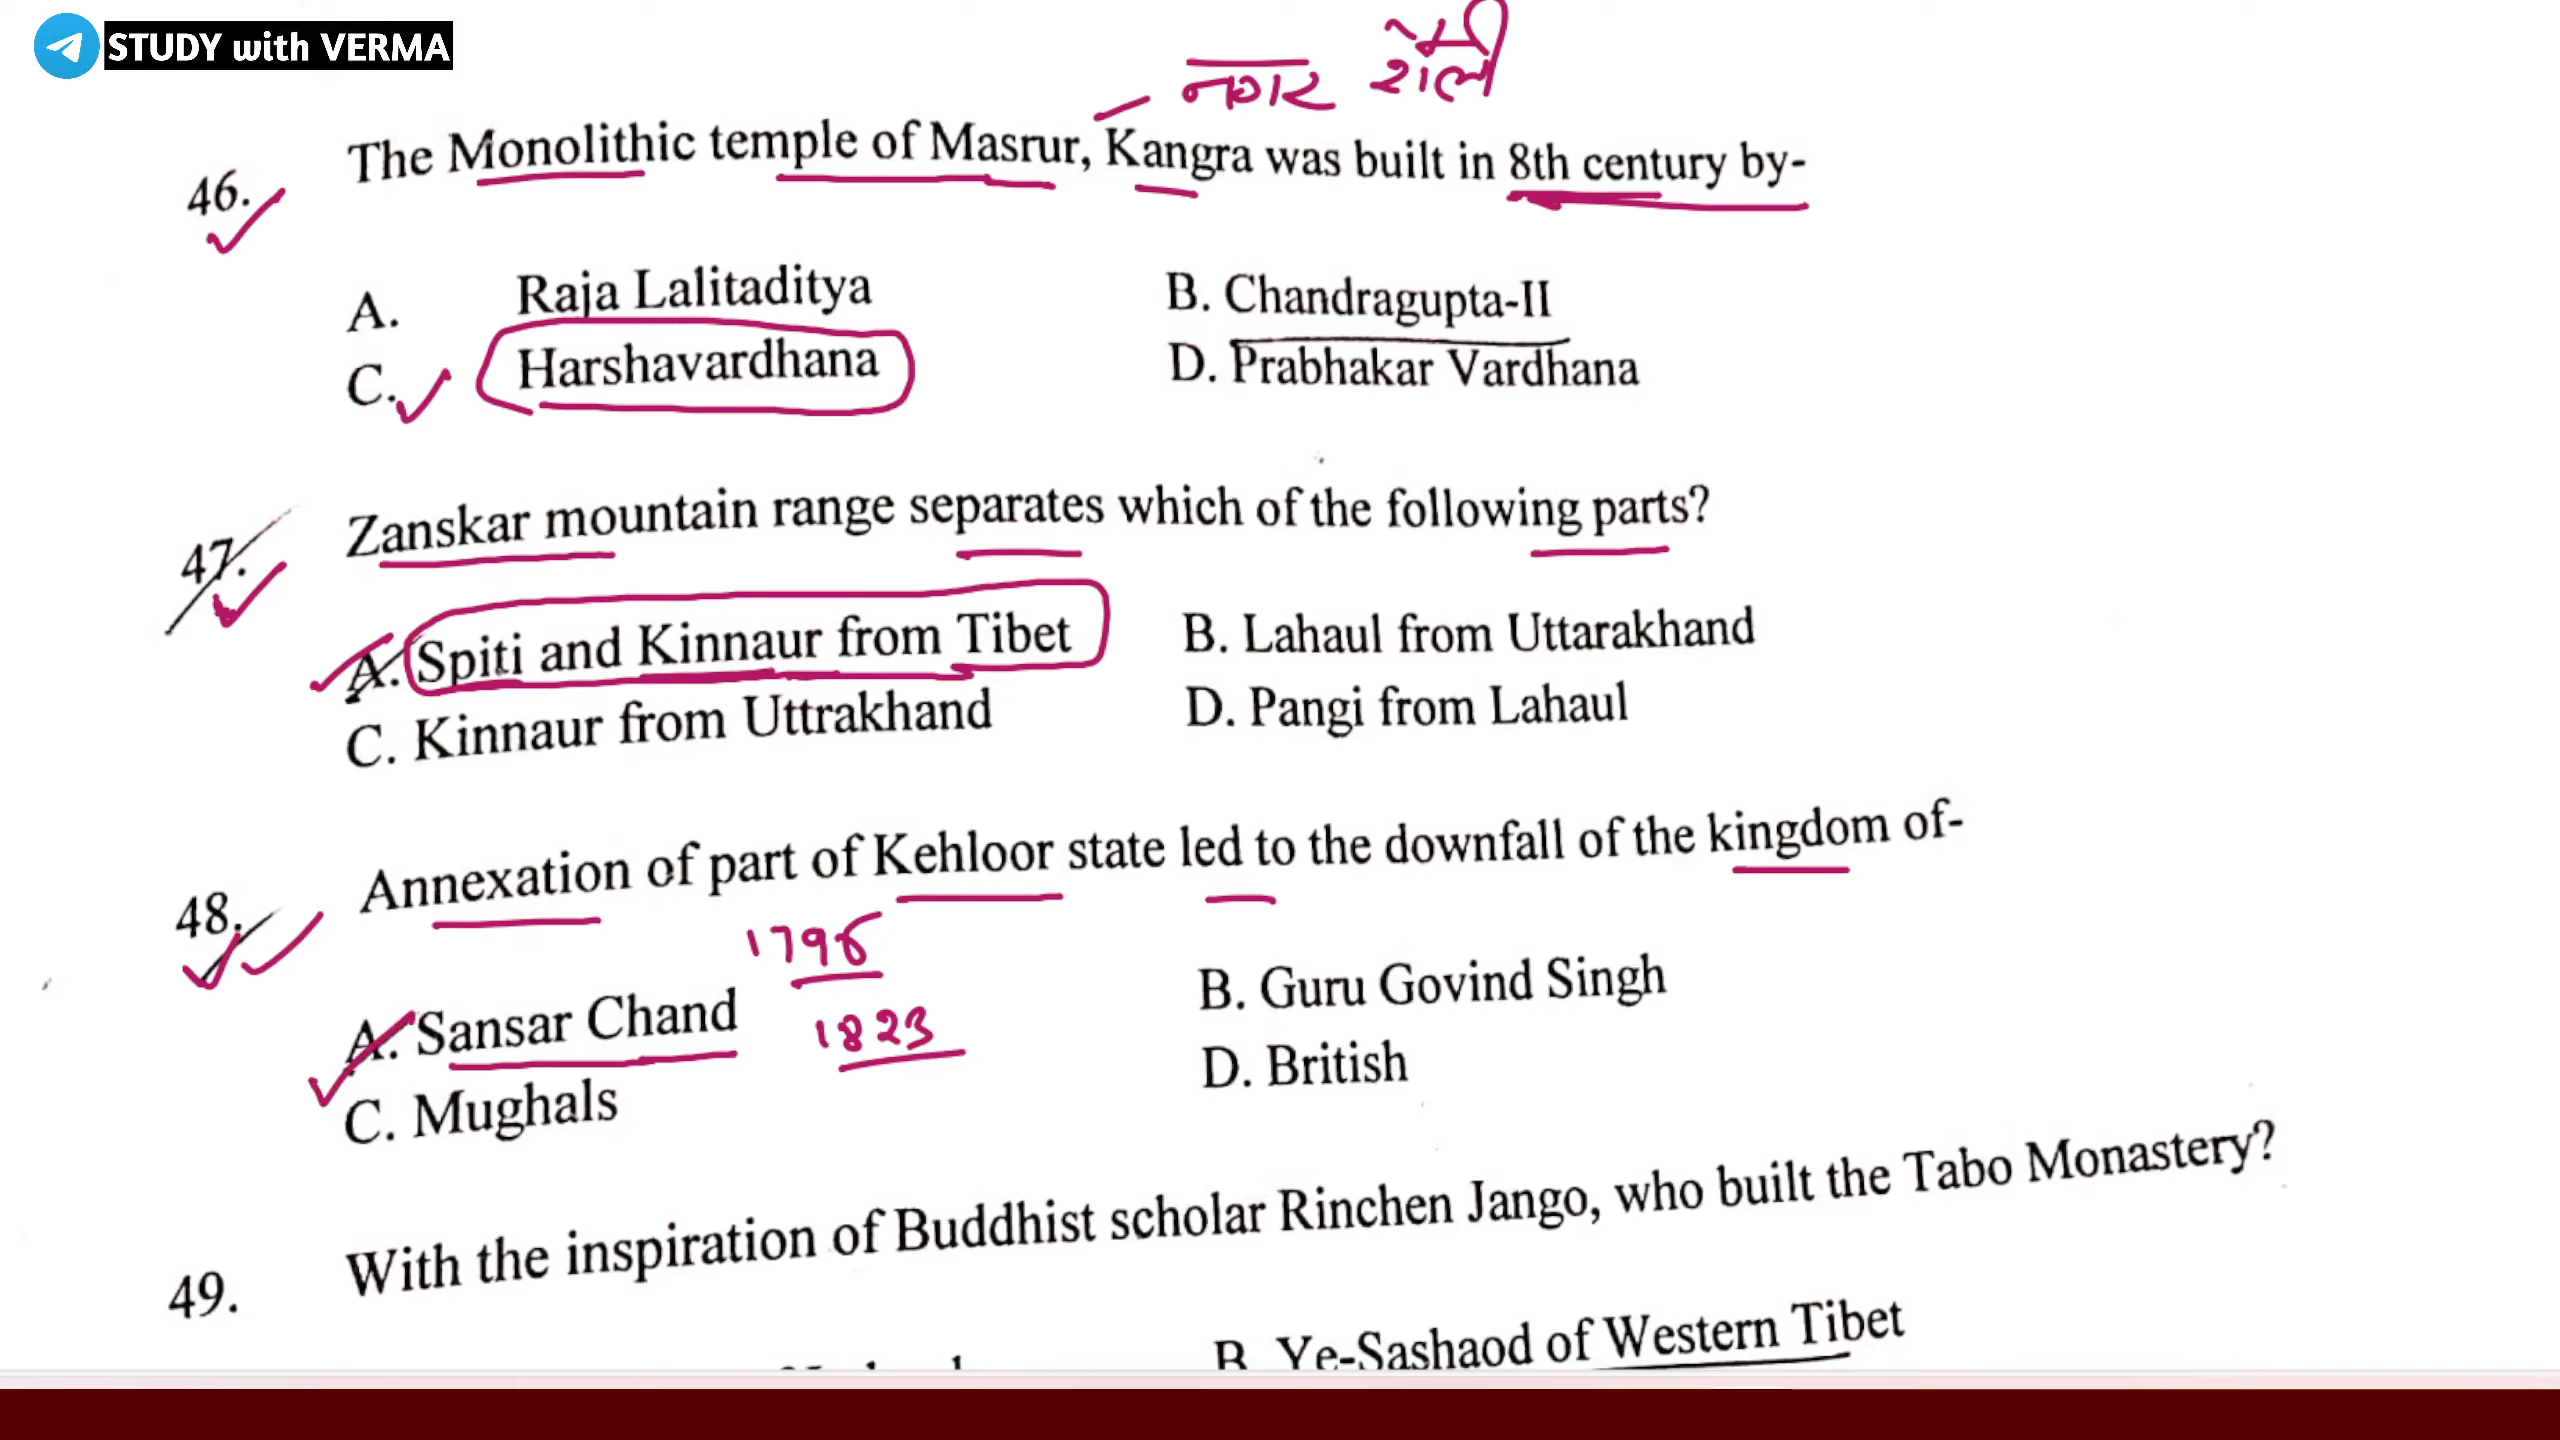 STUDY with VERMA
नागर शैली
46. The Monolithic temple of Masrur, Kangra was built in 8th century by-
A. Raja Lalitaditya B. Chandragupta-II
C. Harshavardhana D. Prabhakar Vardhana
47. Zanskar mountain range separates which of the following parts?
A. Spiti and Kinnaur from Tibet B. Lahaul from Uttarakhand
C. Kinnaur from Uttrakhand D. Pangi from Lahaul
48. Annexation of part of Kehloor state led to the downfall of the kingdom of-
1796
A. Sansar Chand B. Guru Govind Singh
1823
C. Mughals D. British
49. With the inspiration of Buddhist scholar Rinchen Jango, who built the Tabo Monastery?
B. Ye-Sashaod of Western Tibet